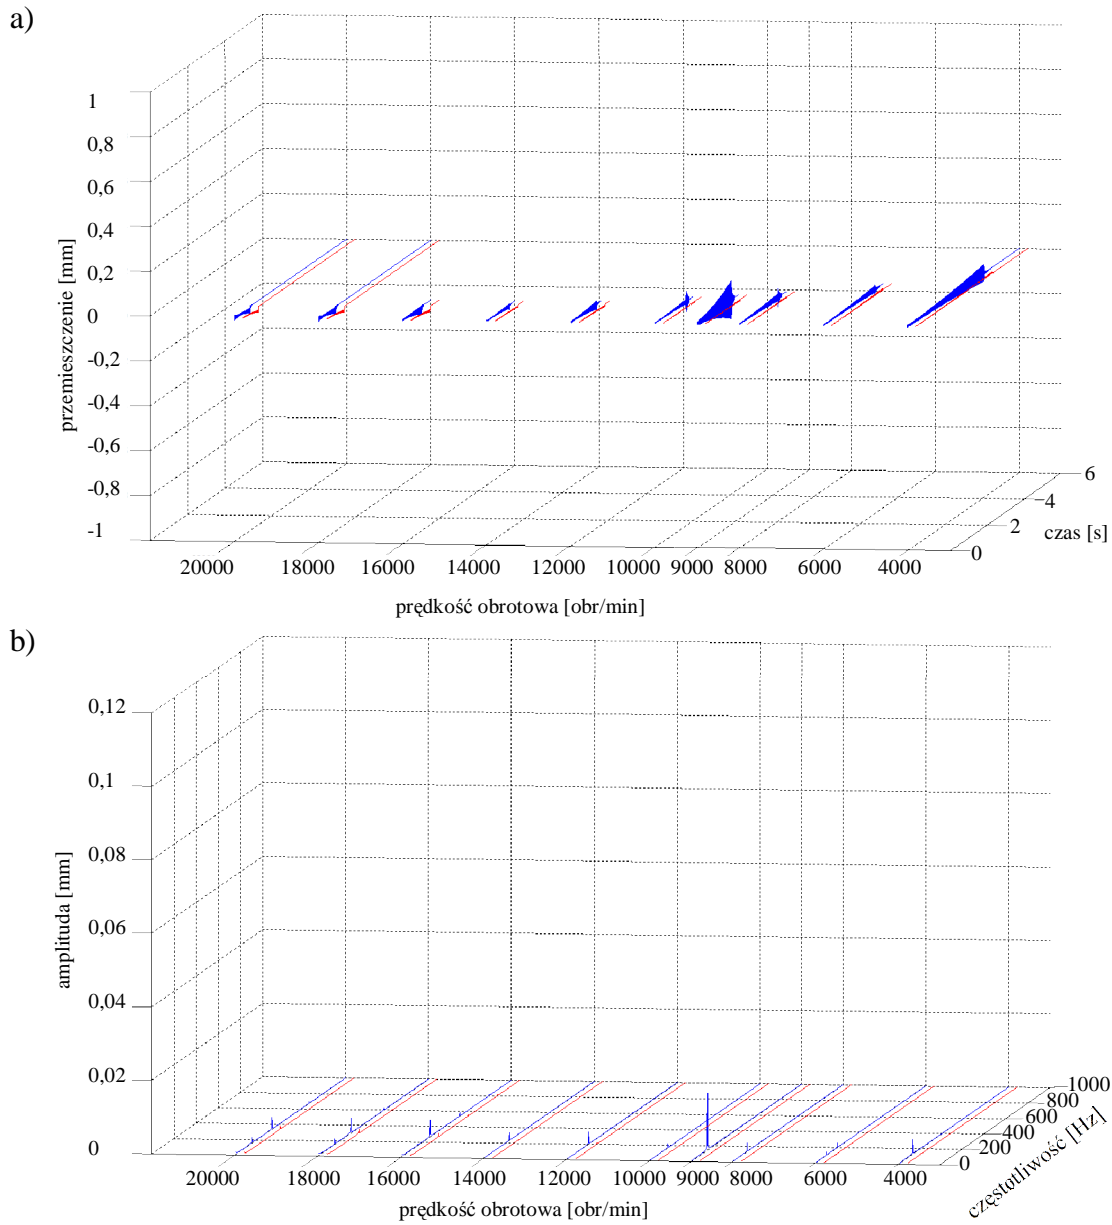 a)
1
0,8
0,6
0,4
0,2
0
-0,2
-0,4
-0,6
-0,8
-1
przemieszczenie [mm]
6
4
2
0
czas [s]
20000 18000 16000 14000 12000 10000 9000 8000 6000 4000
prędkość obrotowa [obr/min]
b)
0,12
0,1
0,08
0,06
0,04
0,02
0
amplituda [mm]
1000
800
600
400
200
0
częstotliwość [Hz]
20000 18000 16000 14000 12000 10000 9000 8000 6000 4000
prędkość obrotowa [obr/min]